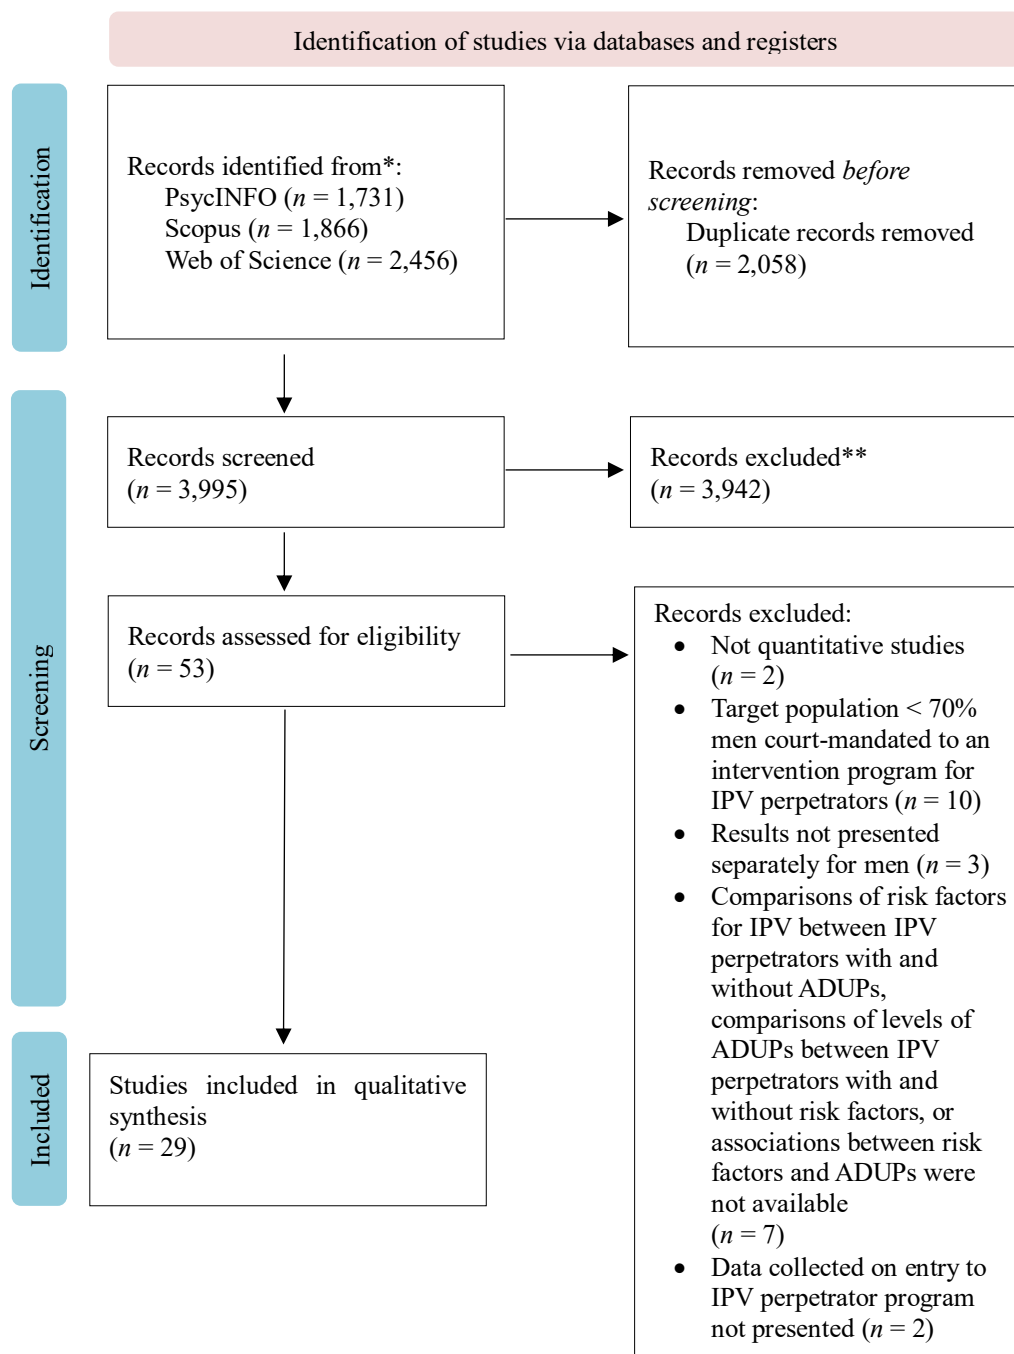 Identification of studies via databases and registers
Identification
Records identified from*:
PsycINFO (n = 1,731)
Scopus (n = 1,866)
Web of Science (n = 2,456)
Records removed before
screening:
Duplicate records removed
(n = 2,058)
Screening
Records screened
(n = 3,995)
Records excluded**
(n = 3,942)
Records assessed for eligibility
(n = 53)
Records excluded:
• Not quantitative studies
(n = 2)
• Target population < 70%
men court-mandated to an
intervention program for
IPV perpetrators (n = 10)
• Results not presented
separately for men (n = 3)
• Comparisons of risk factors
for IPV between IPV
perpetrators with and
without ADUPs,
comparisons of levels of
ADUPs between IPV
perpetrators with and
without risk factors, or
associations between risk
factors and ADUPs were
not available
(n = 7)
• Data collected on entry to
IPV perpetrator program
not presented (n = 2)
Included
Studies included in qualitative
synthesis
(n = 29)